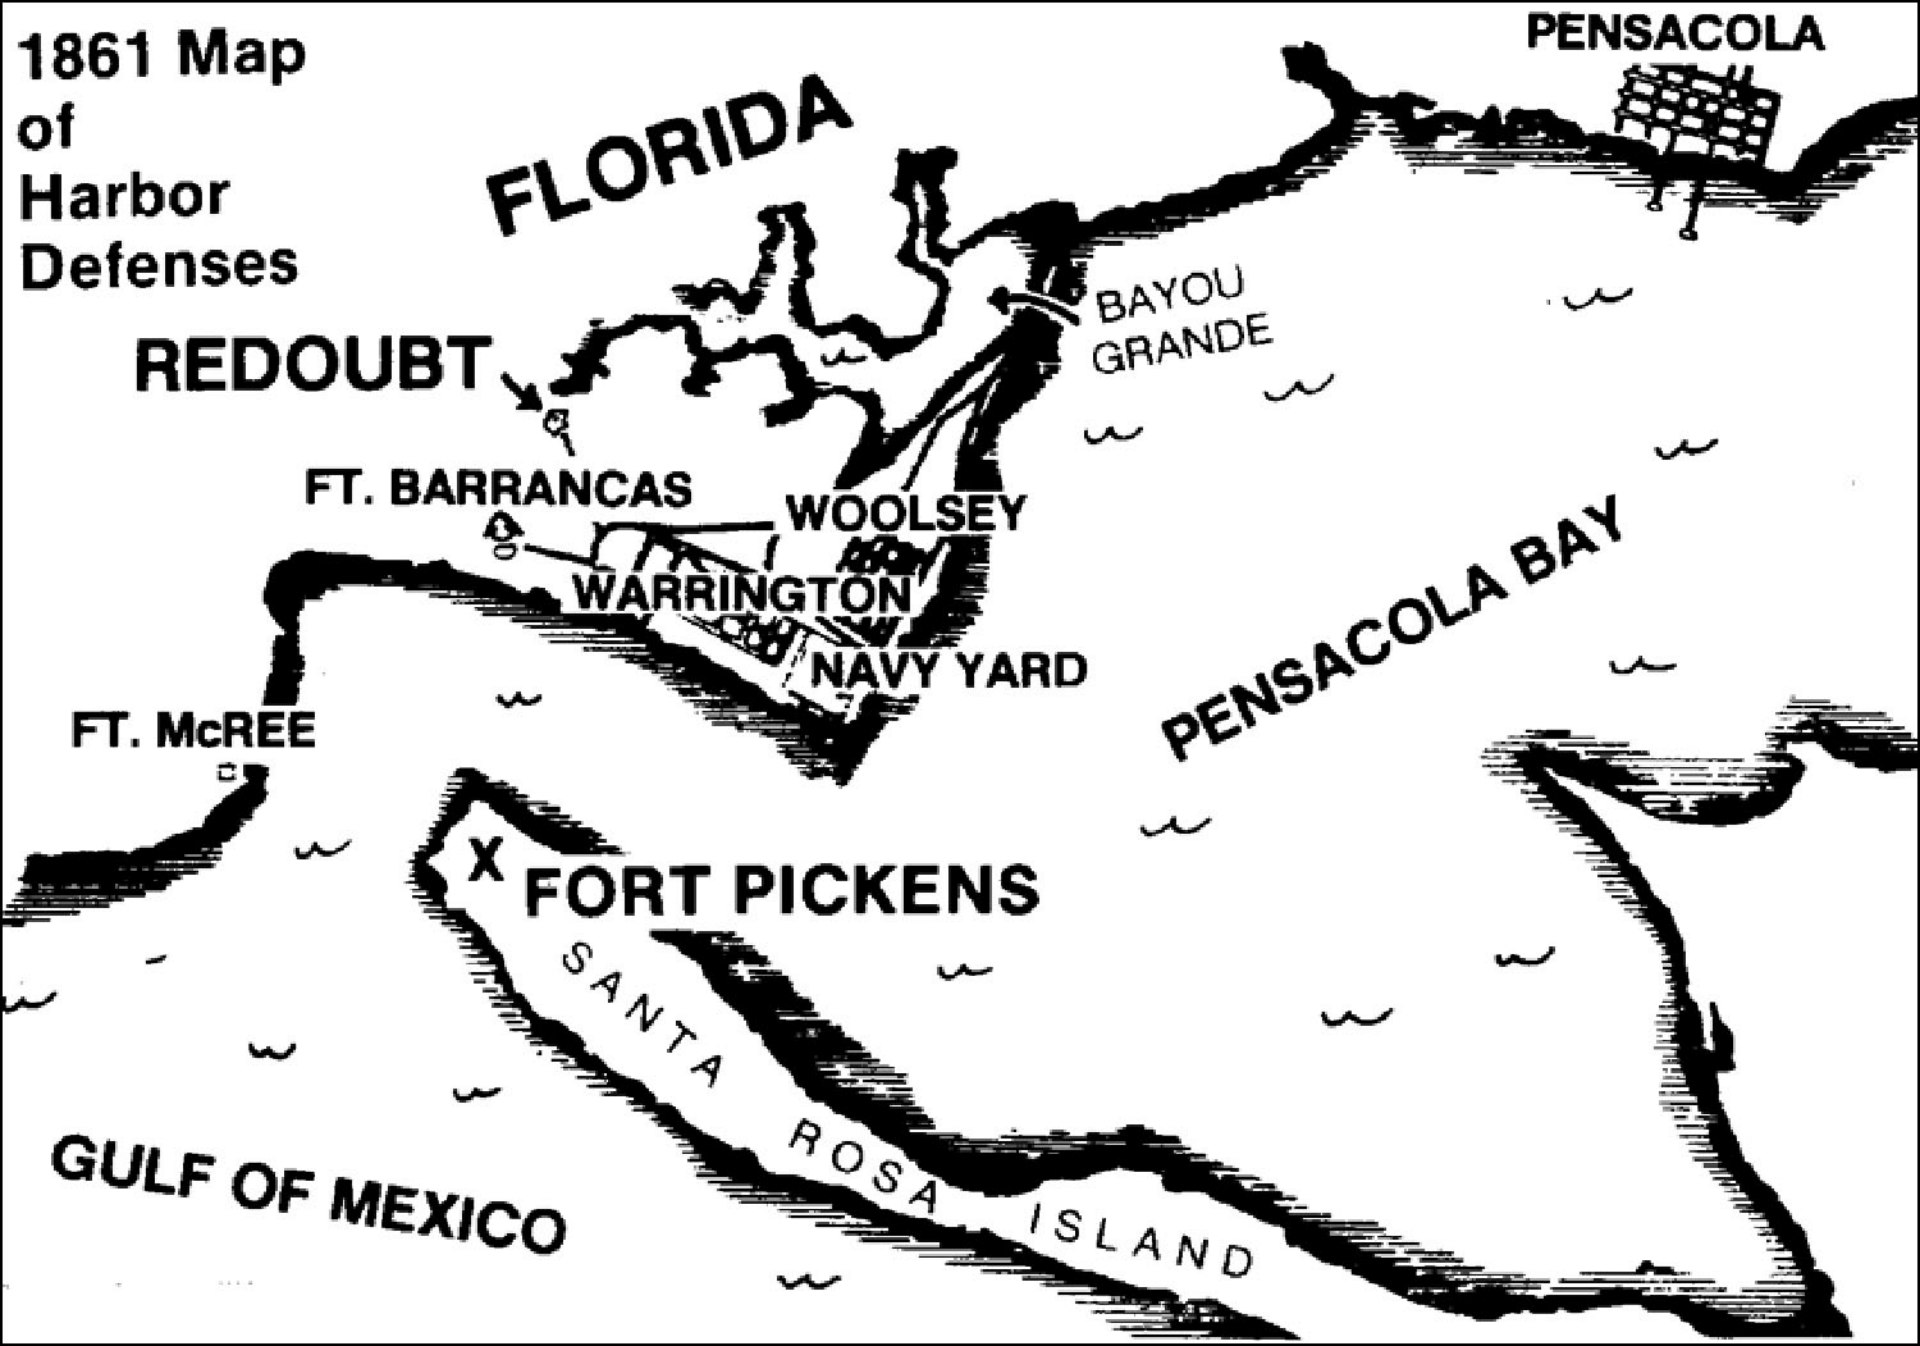 1861 Map
of
Harbor
Defenses
PENSACOLA
FLORIDA
BAYOU
GRANDE
REDOUBT
FT. BARRANCAS
WOOLSEY
WARRINGTON
NAVY YARD
PENSACOLA BAY
FT. McREE
X FORT PICKENS
SANTA ROSA ISLAND
GULF OF MEXICO